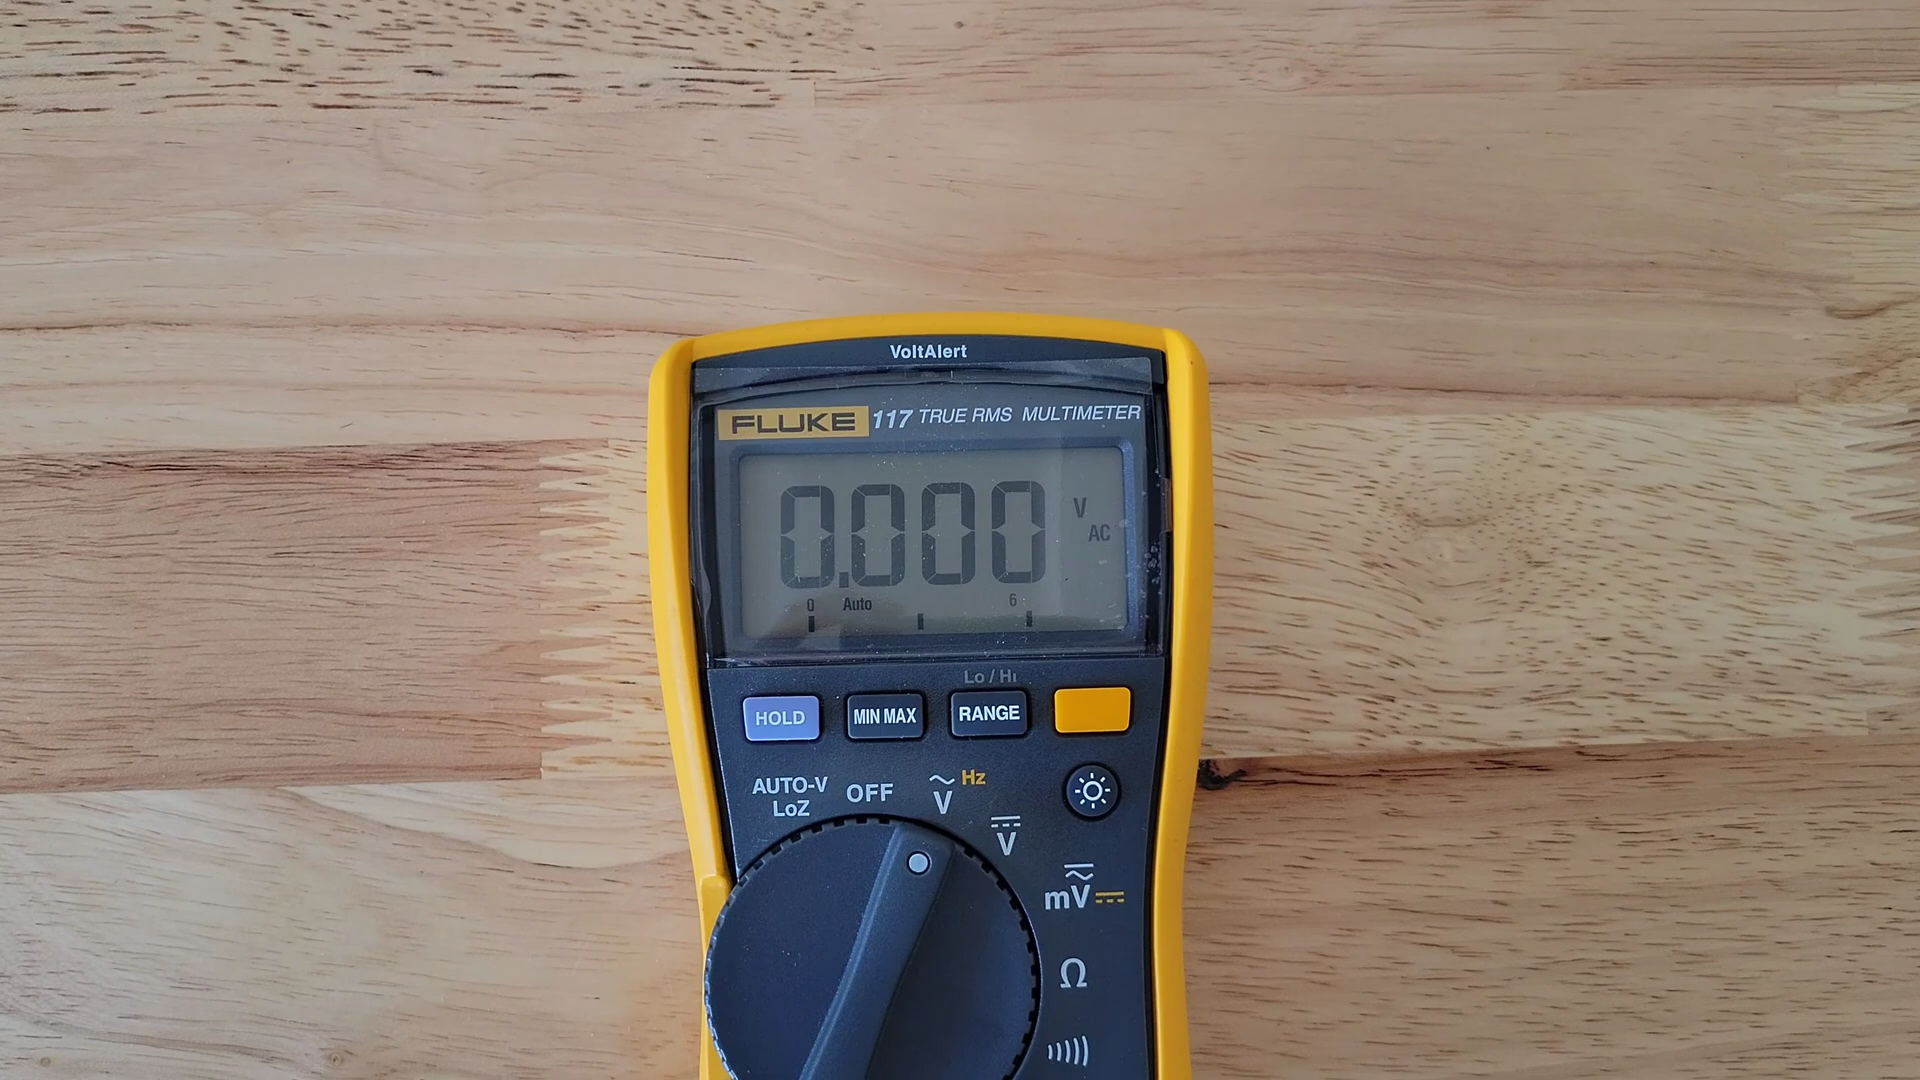 VoltAlert
FLUKE 117 TRUE RMS MULTIMETER
0.000 V AC
0 Auto 6
Lo / Hi
HOLD MIN MAX RANGE
AUTO-V LoZ
OFF
V Hz
V
mV
Ω